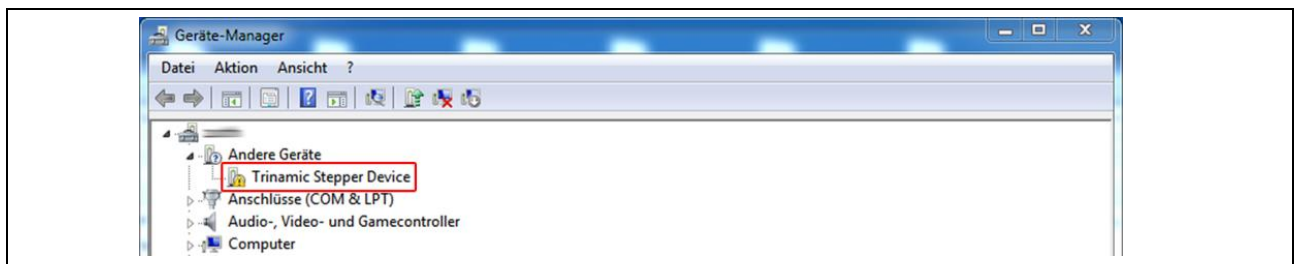 Geräte-Manager
Datei Aktion Ansicht ?
Andere Geräte
Trinamic Stepper Device
Anschlüsse (COM & LPT)
Audio-, Video- und Gamecontroller
Computer